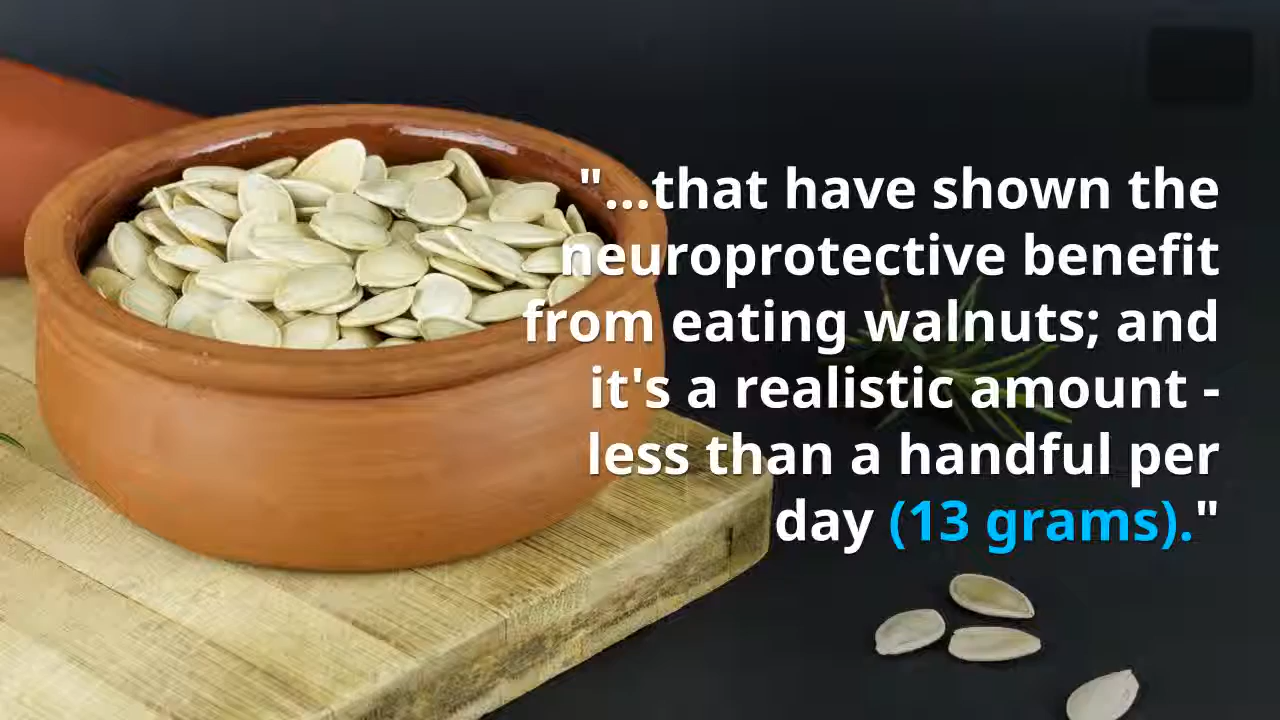 "...that have shown the
neuroprotective benefit
from eating walnuts; and
it's a realistic amount -
less than a handful per
day (13 grams)."